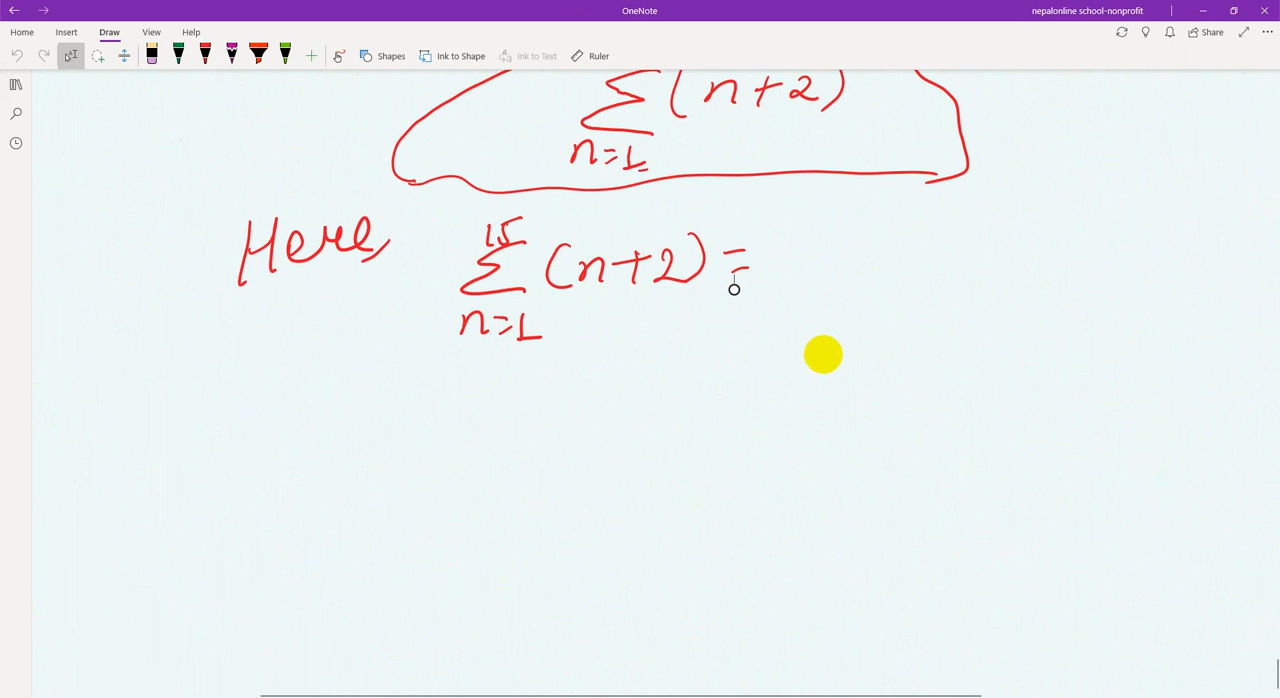 OneNote
nepalonline school-nonprofit
Home Insert Draw View Help
Share
Shapes Ink to Shape Ink to Text Ruler
∑ (n+2)
n=1
Here, 15
∑ (n+2) =
n=1